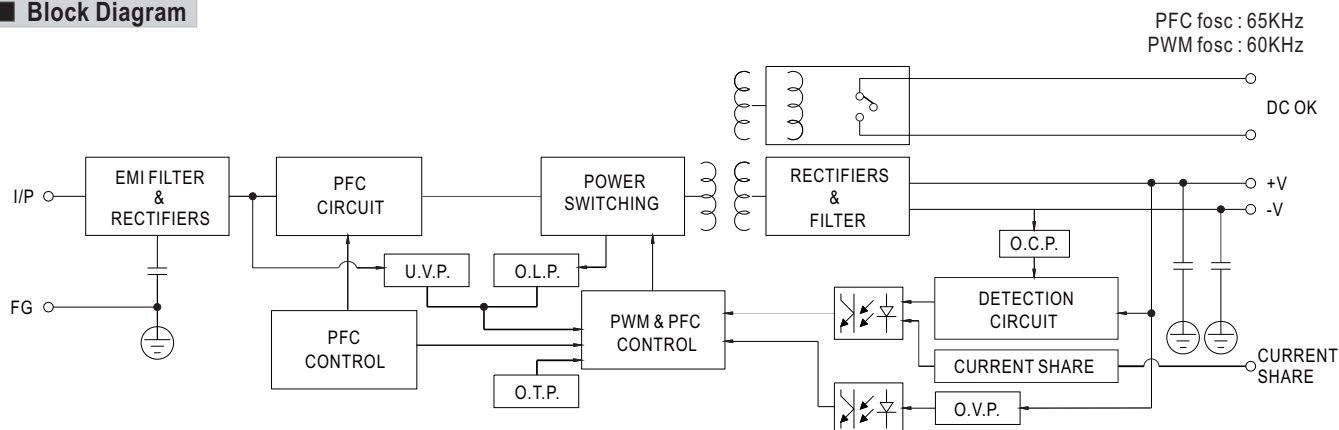 Block Diagram
PFC fosc : 65KHz
PWM fosc : 60KHz
DC OK
I/P
EMI FILTER
&
RECTIFIERS
PFC
CIRCUIT
POWER
SWITCHING
RECTIFIERS
&
FILTER
+V
-V
O.C.P.
U.V.P.
O.L.P.
FG
PFC
CONTROL
PWM & PFC
CONTROL
DETECTION
CIRCUIT
CURRENT SHARE
CURRENT
SHARE
O.T.P.
O.V.P.